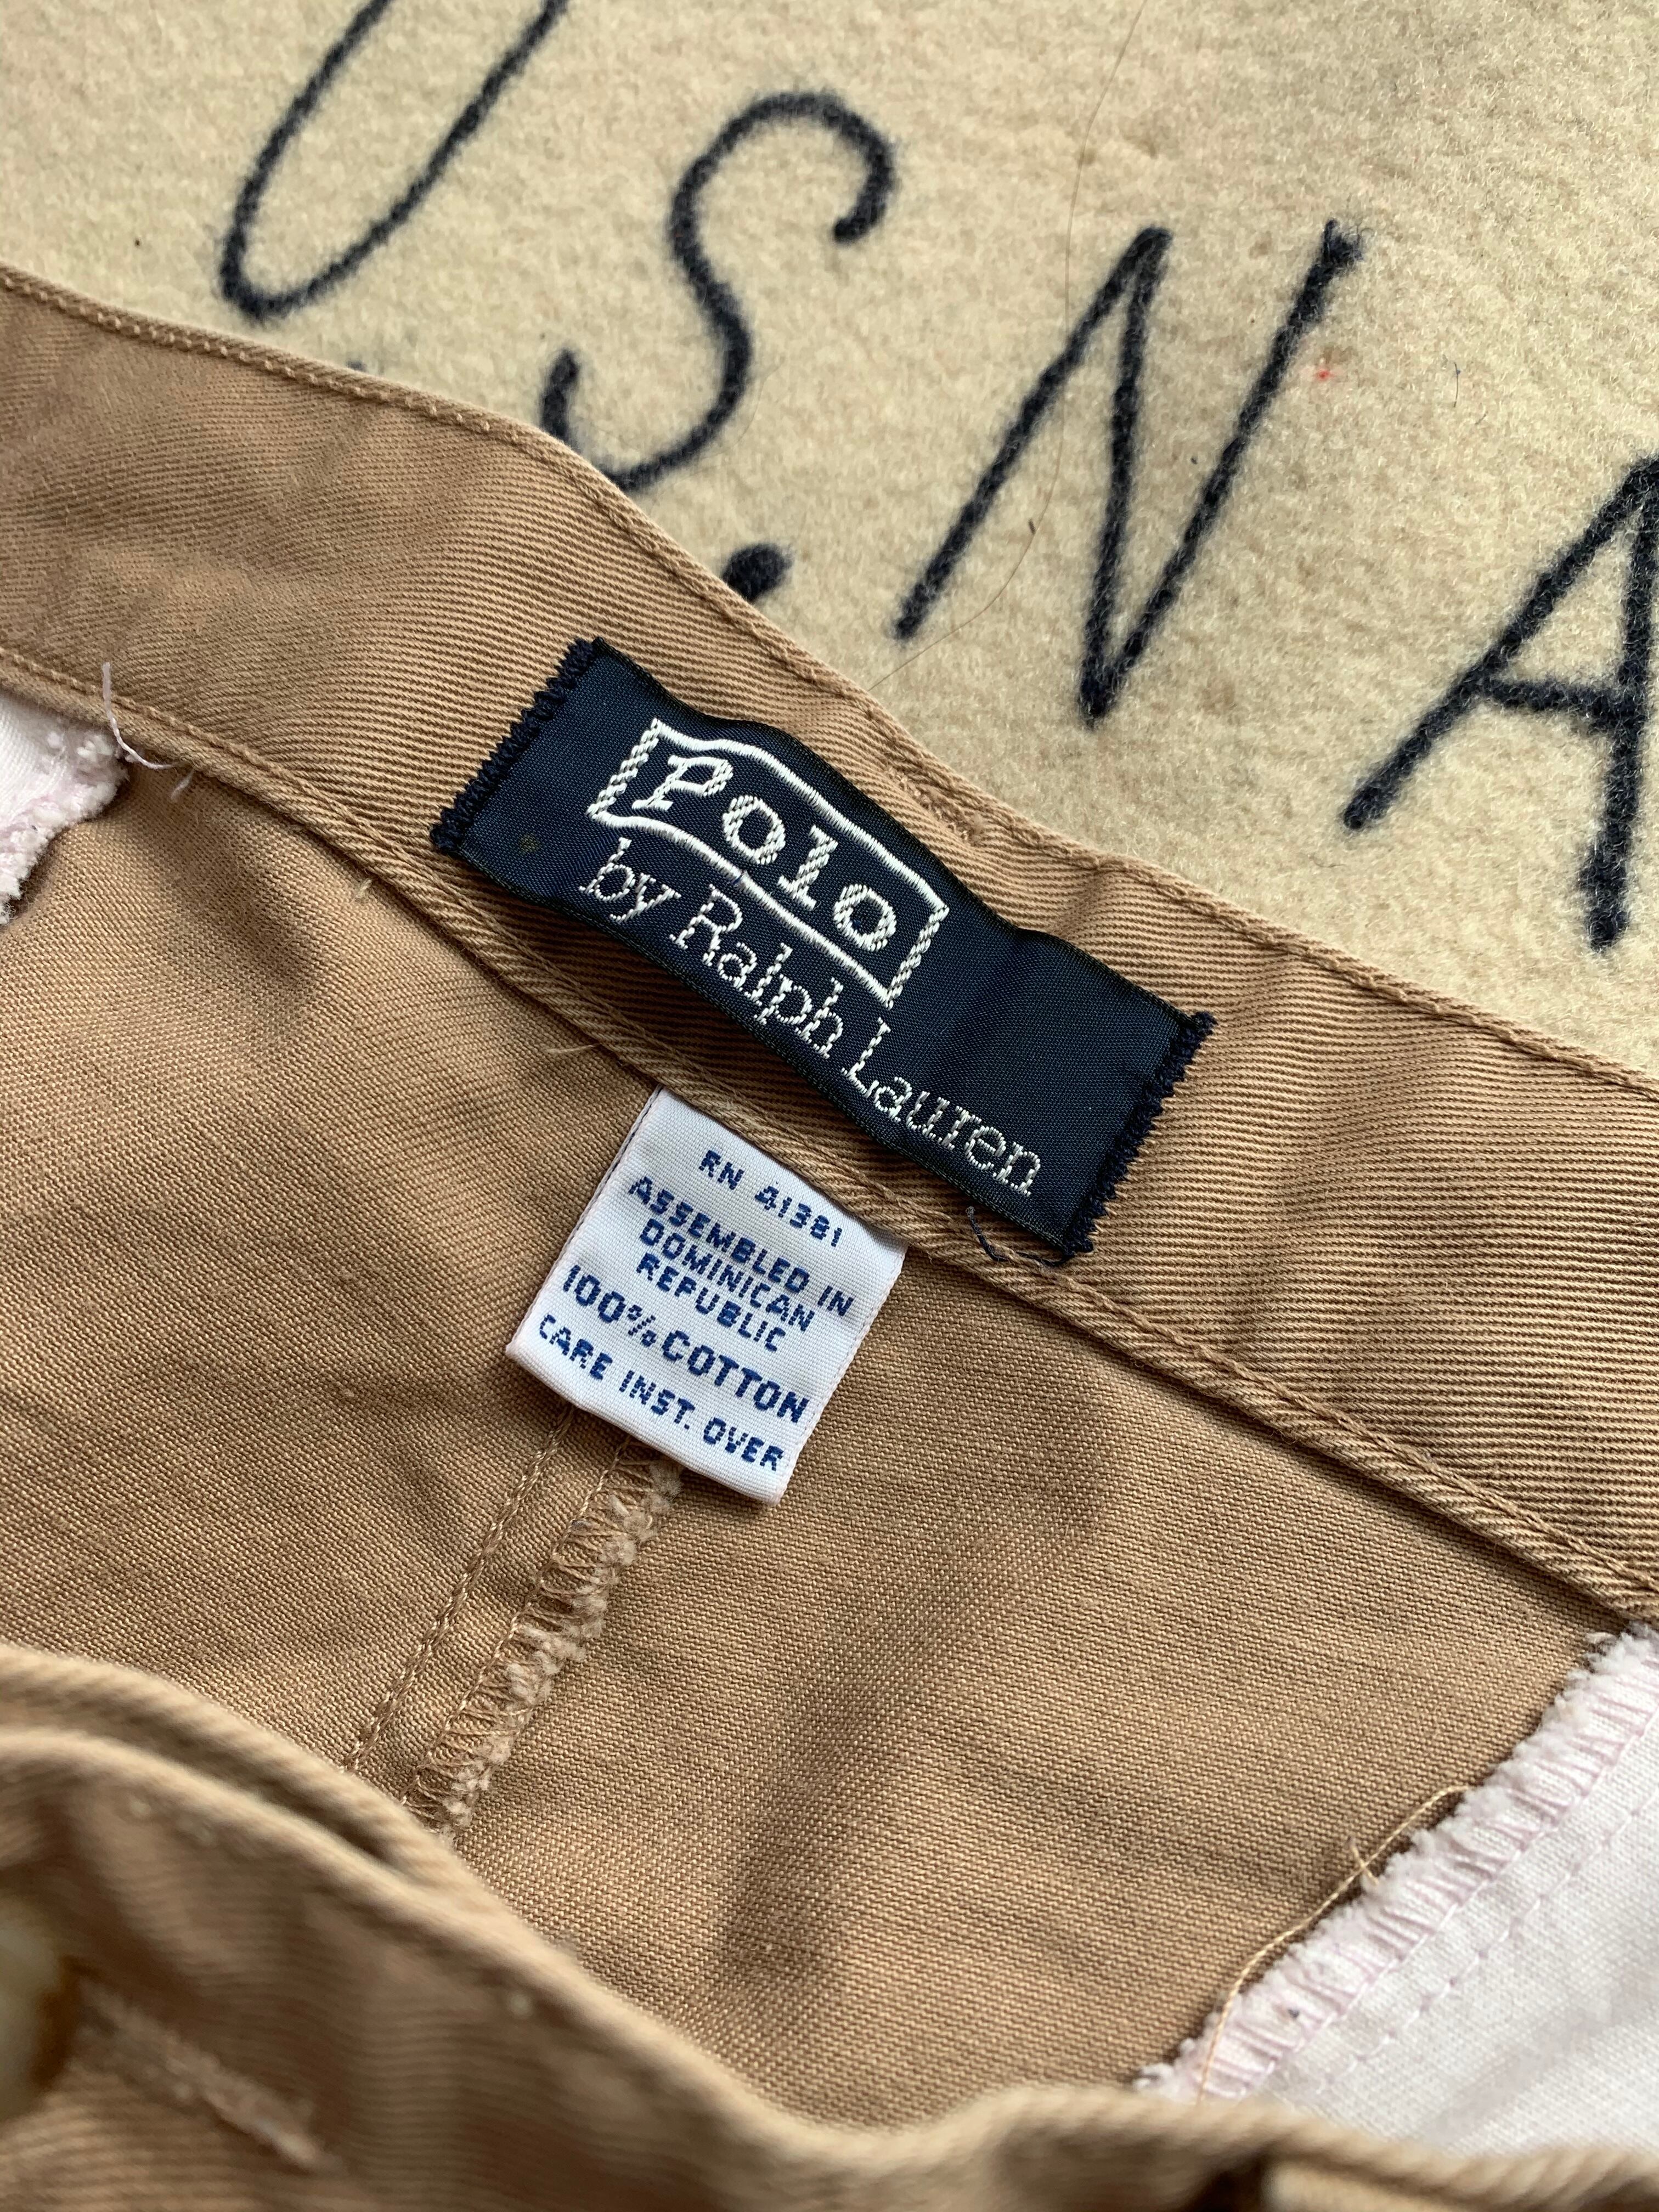 U.S.N A
Polo
by Ralph Lauren
RN 41381
ASSEMBLED IN
DOMINICAN
REPUBLIC
100% COTTON
CARE INST. OVER